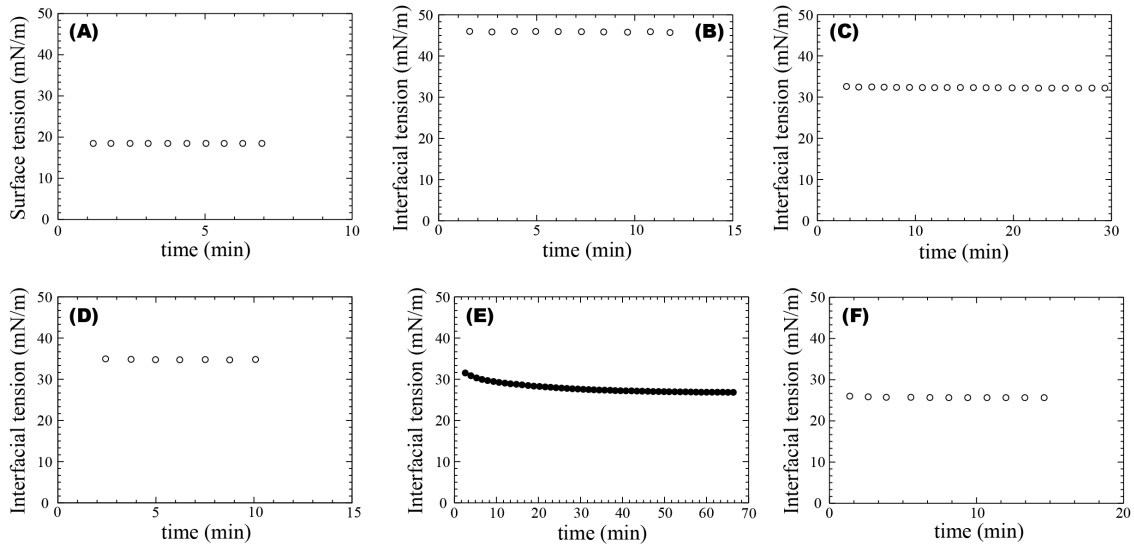 (A)
Surface tension (mN/m)
50
40
30
20
10
0
0 5 10
time (min)
(B)
Interfacial tension (mN/m)
50
40
30
20
10
0
0 5 10 15
time (min)
(C)
Interfacial tension (mN/m)
50
40
30
20
10
0
0 10 20 30
time (min)
(D)
Interfacial tension (mN/m)
50
40
30
20
10
0
0 5 10 15
time (min)
(E)
Interfacial tension (mN/m)
50
40
30
20
10
0
0 10 20 30 40 50 60 70
time (min)
(F)
Interfacial tension (mN/m)
50
40
30
20
10
0
0 10 20
time (min)